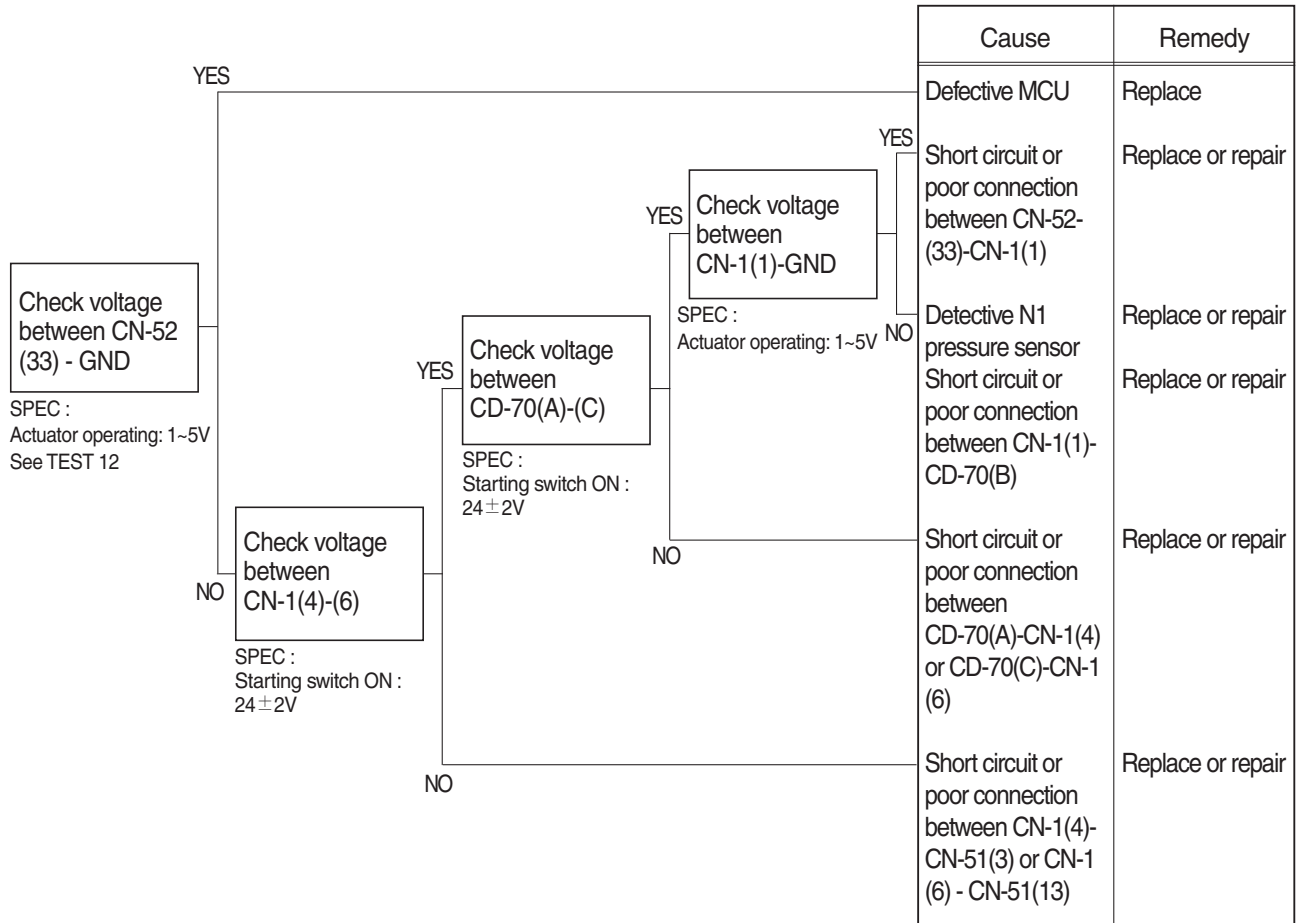 Cause
Remedy
YES
Defective MCU
Replace
YES
Short circuit or
poor connection
between CN-52-
(33)-CN-1(1)
Replace or repair
YES
Check voltage
between
CN-1(1)-GND
SPEC :
Actuator operating: 1~5V
NO
Detective N1
pressure sensor
Replace or repair
Short circuit or
poor connection
between CN-1(1)-
CD-70(B)
Replace or repair
Check voltage
between CN-52
(33) - GND
SPEC :
Actuator operating: 1~5V
See TEST 12
YES
Check voltage
between
CD-70(A)-(C)
SPEC :
Starting switch ON :
24±2V
NO
Short circuit or
poor connection
between
CD-70(A)-CN-1(4)
or CD-70(C)-CN-1
(6)
Replace or repair
NO
Check voltage
between
CN-1(4)-(6)
SPEC :
Starting switch ON :
24±2V
NO
Short circuit or
poor connection
between CN-1(4)-
CN-51(3) or CN-1
(6) - CN-51(13)
Replace or repair